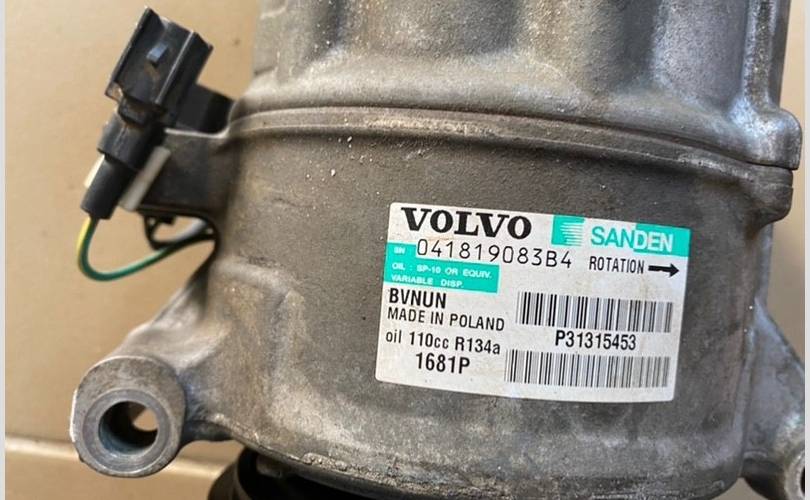 VOLVO SANDEN
SN 041819083B4 ROTATION
OIL : SP-10 OR EQUIV.
VARIABLE DISP.
BVNUN
MADE IN POLAND
P31315453
oil 110cc R134a
1681P